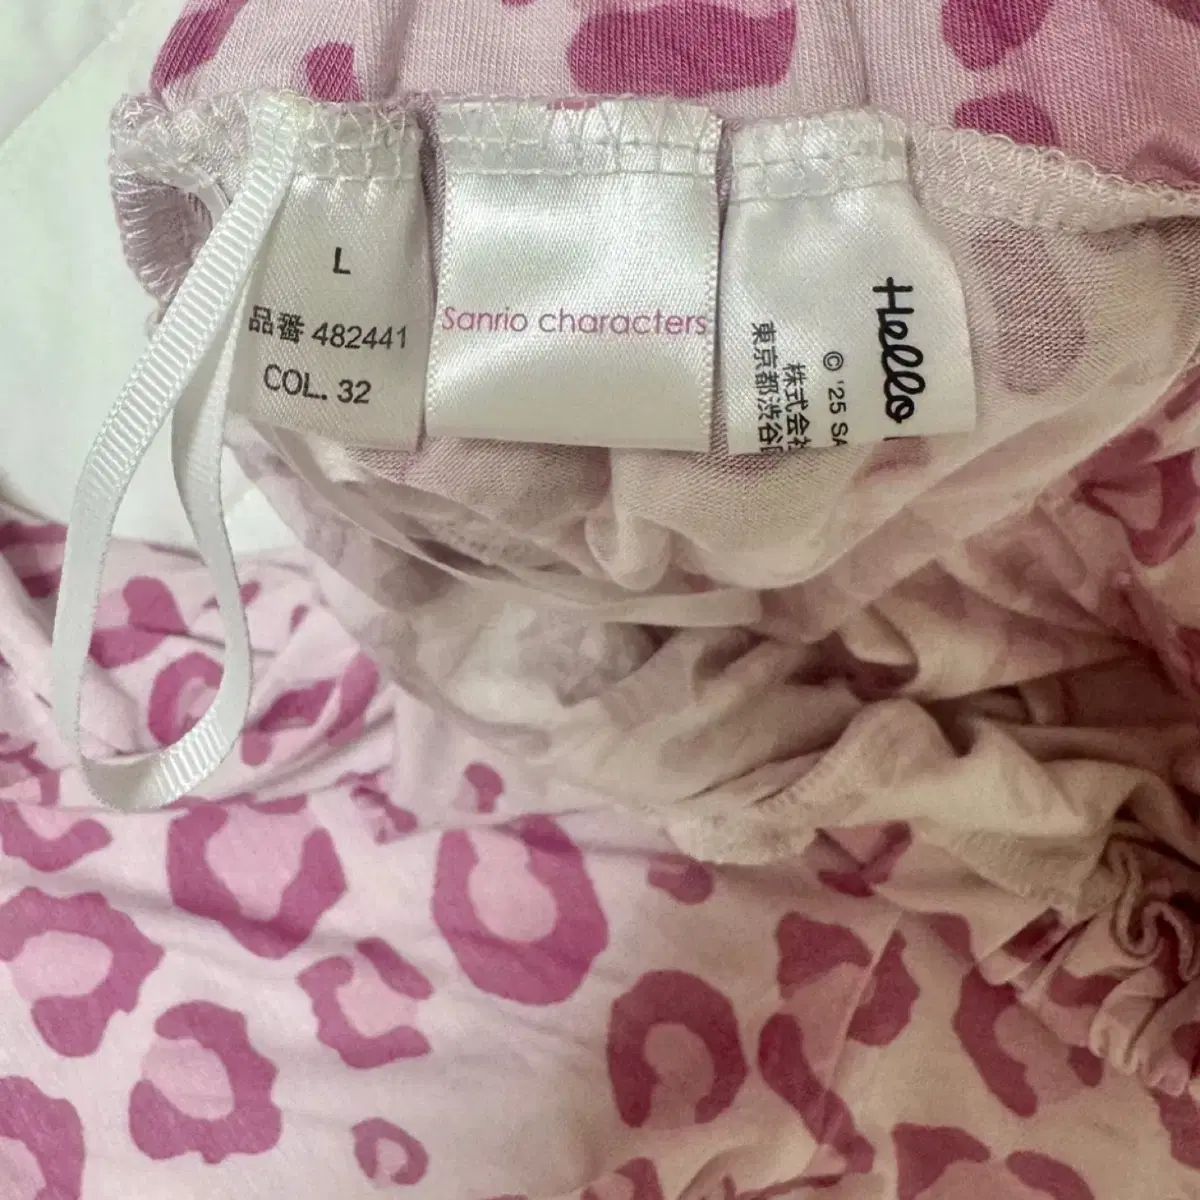 L
品番 482441
COL. 32
Sanrio characters
Hello
© '25 SA
株式会社
東京都渋谷